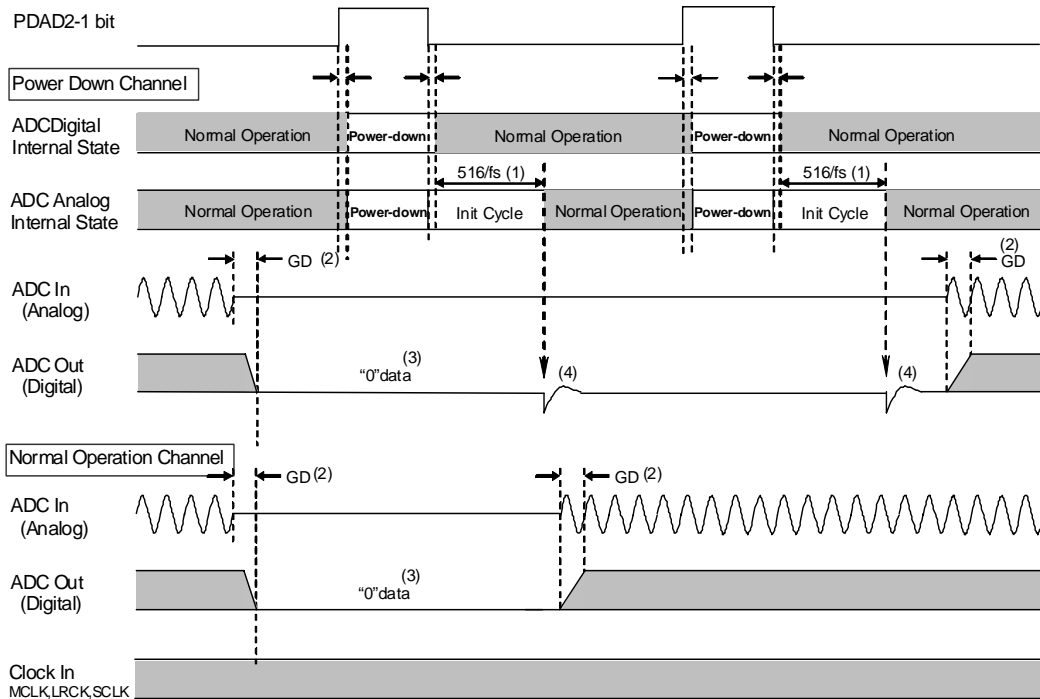 PDAD2-1 bit
Power Down Channel
ADCDigital
Internal State
Normal Operation Power-down Normal Operation Power-down Normal Operation
516/fs (1) 516/fs (1)
ADC Analog
Internal State
Normal Operation Power-down Init Cycle Normal Operation Power-down Init Cycle Normal Operation
GD (2) (2)
GD
ADC In
(Analog)
ADC Out
(Digital)
(3)
“0”data
(4) (4)
Normal Operation Channel
GD (2) GD (2)
ADC In
(Analog)
ADC Out
(Digital)
(3)
“0”data
Clock In
MCLK,LRCK,SCLK